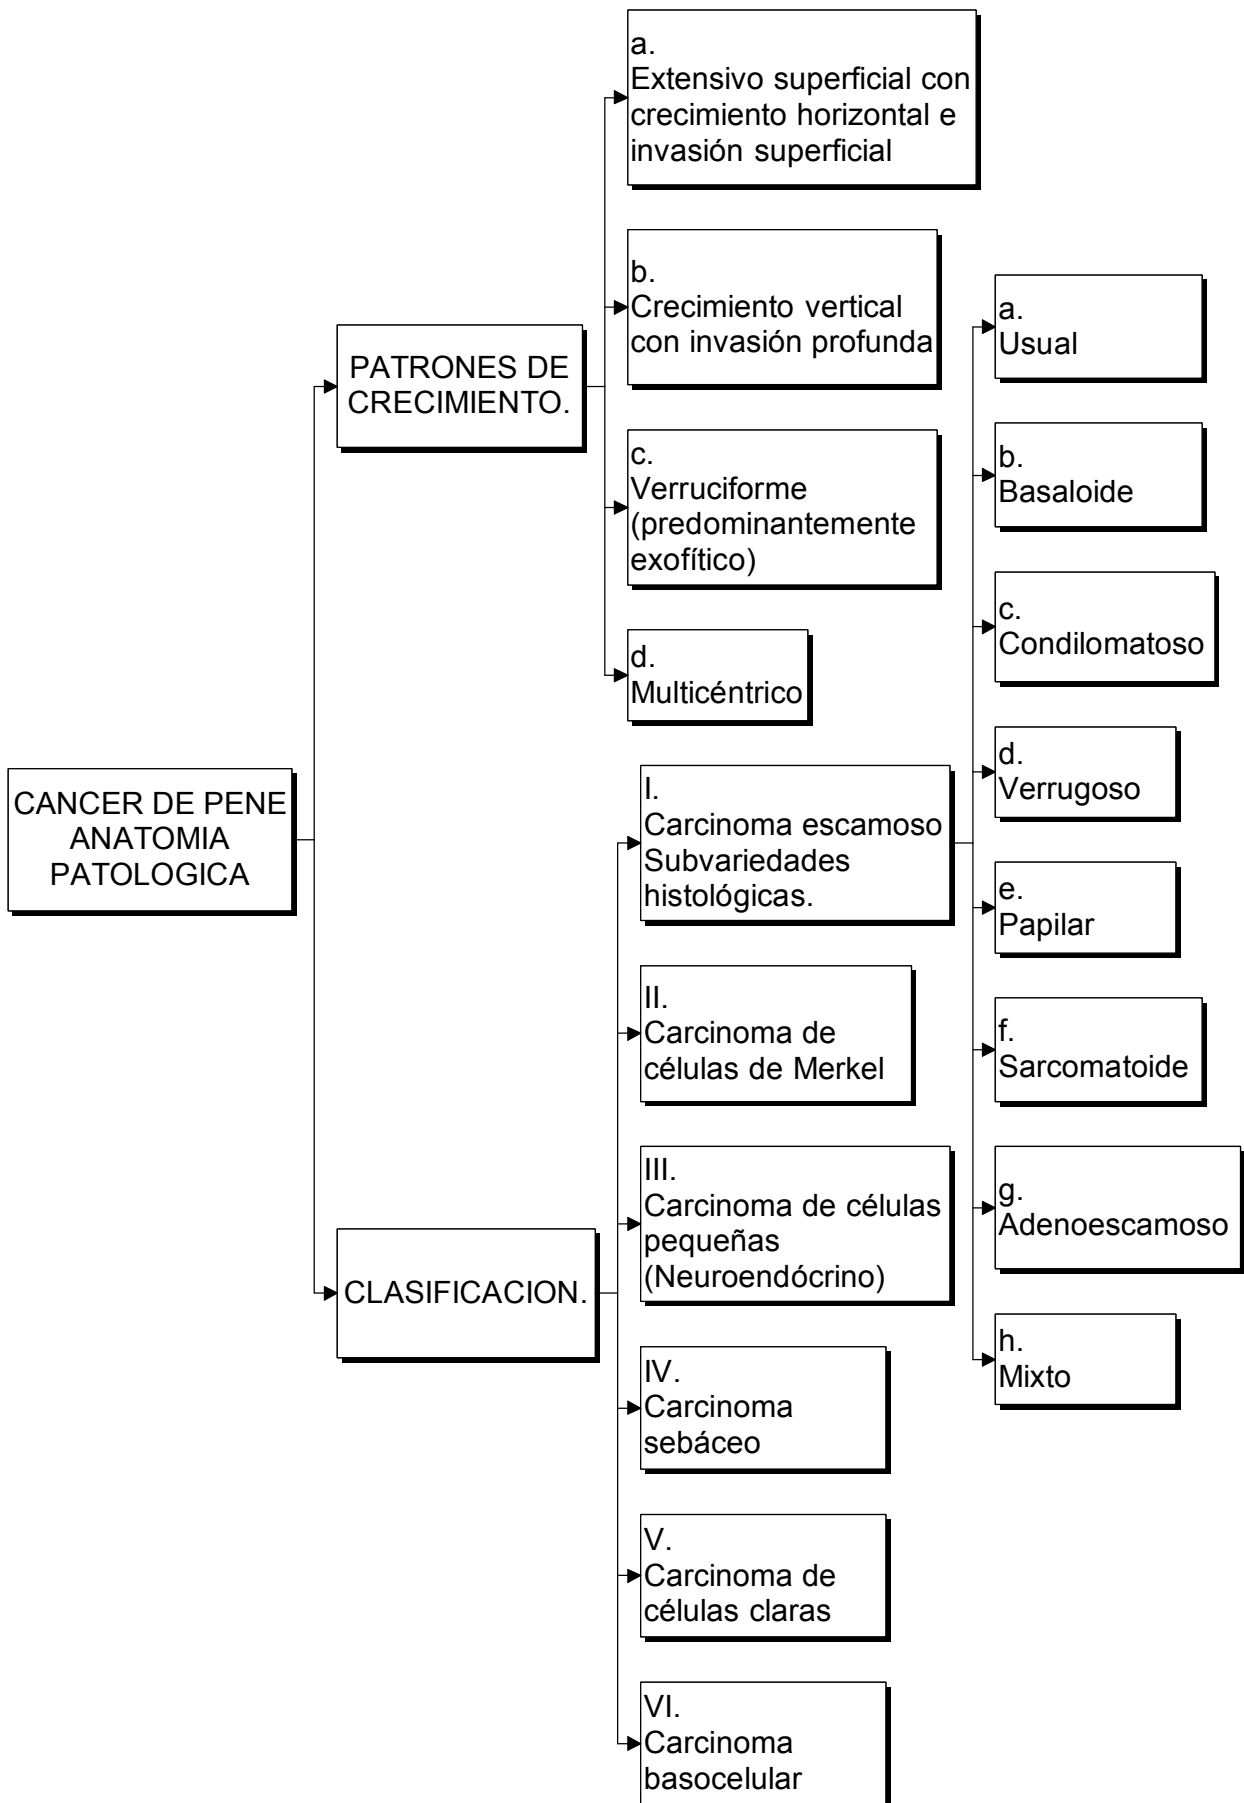 CANCER DE PENE
ANATOMIA
PATOLOGICA
PATRONES DE
CRECIMIENTO.
a.
Extensivo superficial con
crecimiento horizontal e
invasión superficial
b.
Crecimiento vertical
con invasión profunda
c.
Verruciforme
(predominantemente
exofítico)
d.
Multicéntrico
CLASIFICACION.
I.
Carcinoma escamoso
Subvariedades
histológicas.
a.
Usual
b.
Basaloide
c.
Condilomatoso
d.
Verrugoso
e.
Papilar
f.
Sarcomatoide
g.
Adenoescamoso
h.
Mixto
II.
Carcinoma de
células de Merkel
III.
Carcinoma de células
pequeñas
(Neuroendócrino)
IV.
Carcinoma
sebáceo
V.
Carcinoma de
células claras
VI.
Carcinoma
basocelular